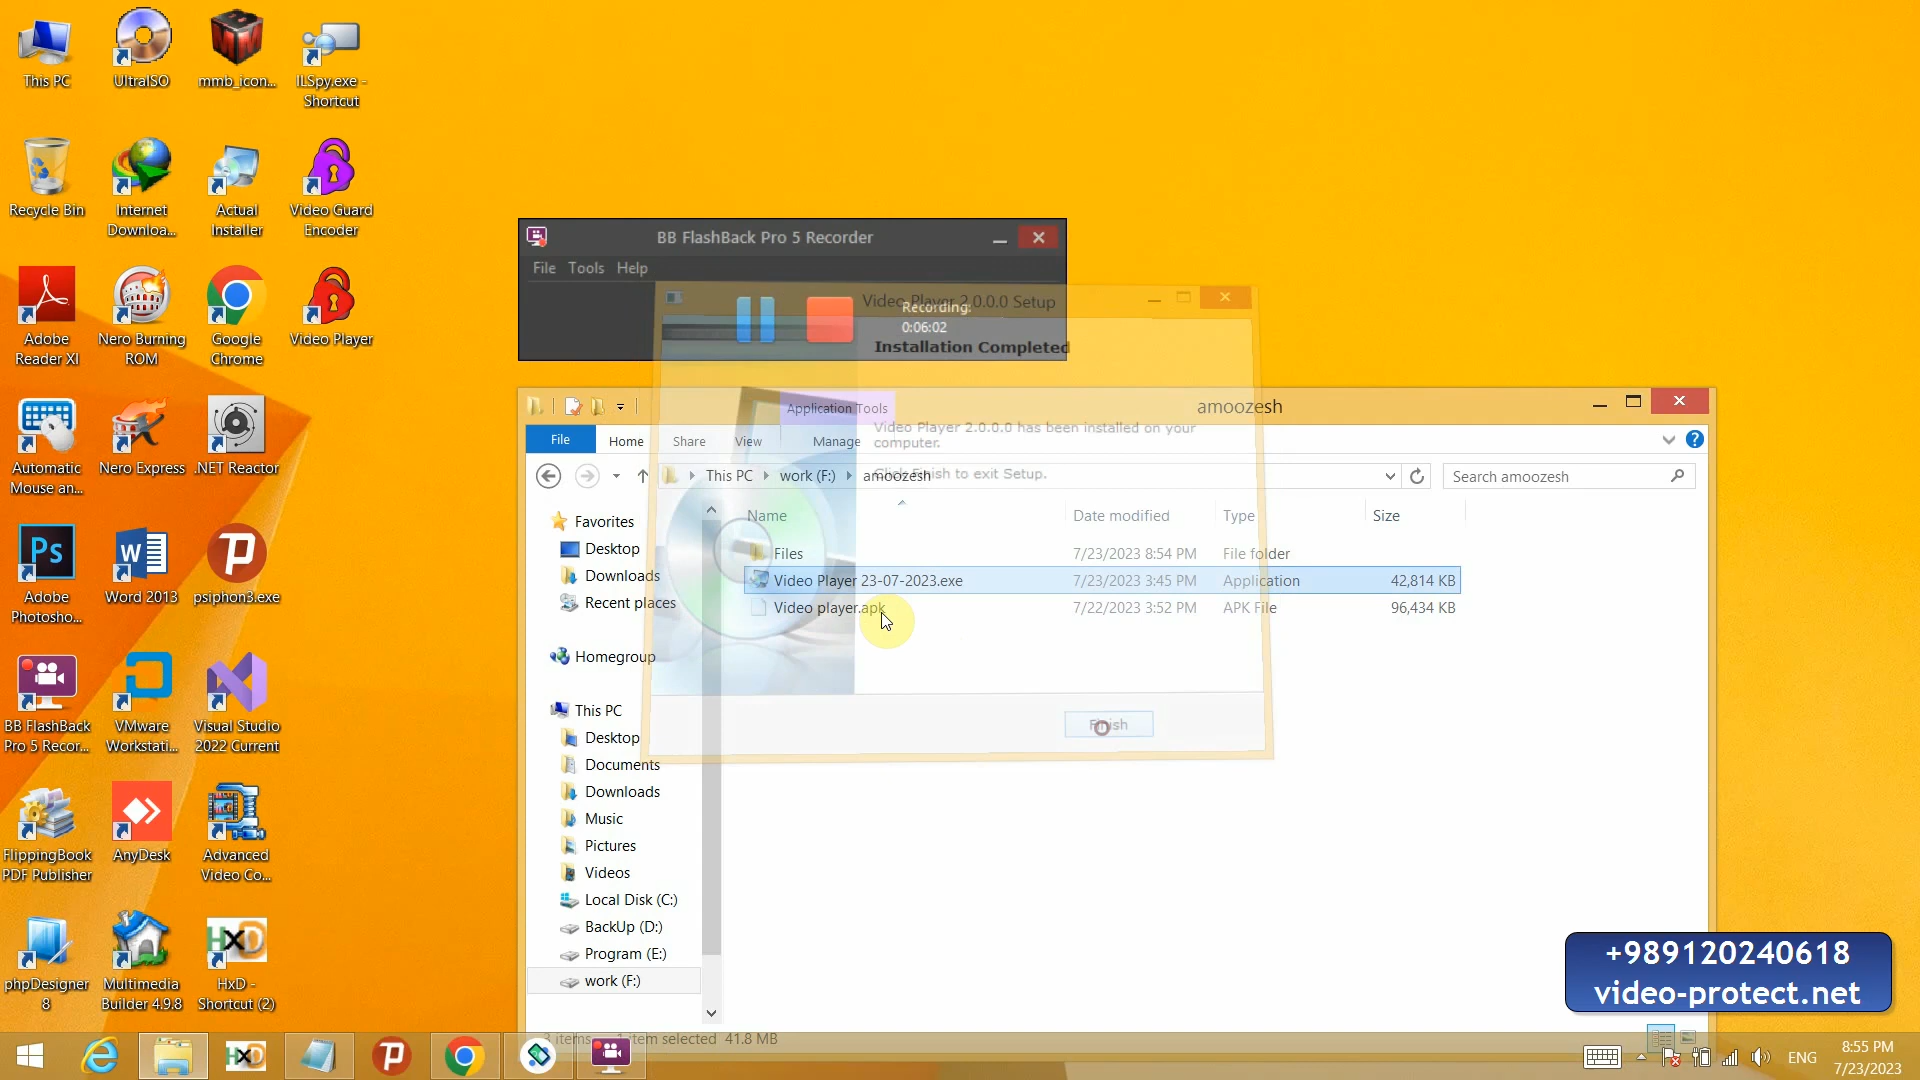 This PC
UltraISO
mmb_icon...
ILSpy.exe -
Shortcut
Recycle Bin
Internet
Downloa...
Actual
Installer
Video Guard
Encoder
Adobe
Reader XI
Nero Burning
ROM
Google
Chrome
Video Player
Automatic
Mouse an...
Nero Express
.NET Reactor
Ps
Adobe
Photosho...
Word 2013
psiphon3.exe
BB FlashBack
Pro 5 Recor...
VMware
Workstati...
Visual Studio
2022 Current
FlippingBook
PDF Publisher
AnyDesk
Advanced
Video Co...
phpDesigner
8
Multimedia
Builder 4.9.8
HxD
HxD -
Shortcut (2)
BB FlashBack Pro 5 Recorder
File Tools Help
Video Player 2.0.0.0 Setup
Recording:
0:06:02
Installation Completed
Video Player 2.0.0.0 has been installed on your
computer.
Click Finish to exit Setup.
Finish
Application Tools
amoozesh
File Home Share View Manage
This PC work (F:) amoozesh
Search amoozesh
Name Date modified Type Size
Files 7/23/2023 8:54 PM File folder
Video Player 23-07-2023.exe 7/23/2023 3:45 PM Application 42,814 KB
Video player.apk 7/22/2023 3:52 PM APK File 96,434 KB
Favorites
Desktop
Downloads
Recent places
Homegroup
This PC
Desktop
Documents
Downloads
Music
Pictures
Videos
Local Disk (C:)
BackUp (D:)
Program (E:)
work (F:)
3 items 1 item selected 41.8 MB
+989120240618
video-protect.net
HXD
ENG
8:55 PM
7/23/2023